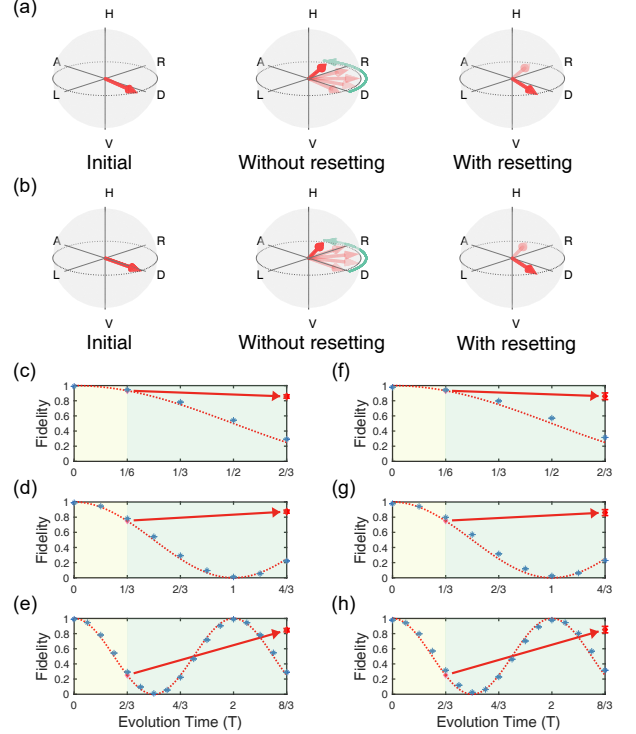 (a)
H H H
A R A R A R
L D L D L D
V V V
Initial Without resetting With resetting
(b)
H H H
A R A R A R
L D L D L D
V V V
Initial Without resetting With resetting
(c) (f)
Fidelity 1 0.8 0.6 0.4 0.2 0
0 1/6 1/3 1/2 2/3
Fidelity 1 0.8 0.6 0.4 0.2 0
0 1/6 1/3 1/2 2/3
(d) (g)
Fidelity 1 0.8 0.6 0.4 0.2 0
0 1/3 2/3 1 4/3
Fidelity 1 0.8 0.6 0.4 0.2 0
0 1/3 2/3 1 4/3
(e) (h)
Fidelity 1 0.8 0.6 0.4 0.2 0
0 2/3 4/3 2 8/3
Evolution Time (T)
Fidelity 1 0.8 0.6 0.4 0.2 0
0 2/3 4/3 2 8/3
Evolution Time (T)